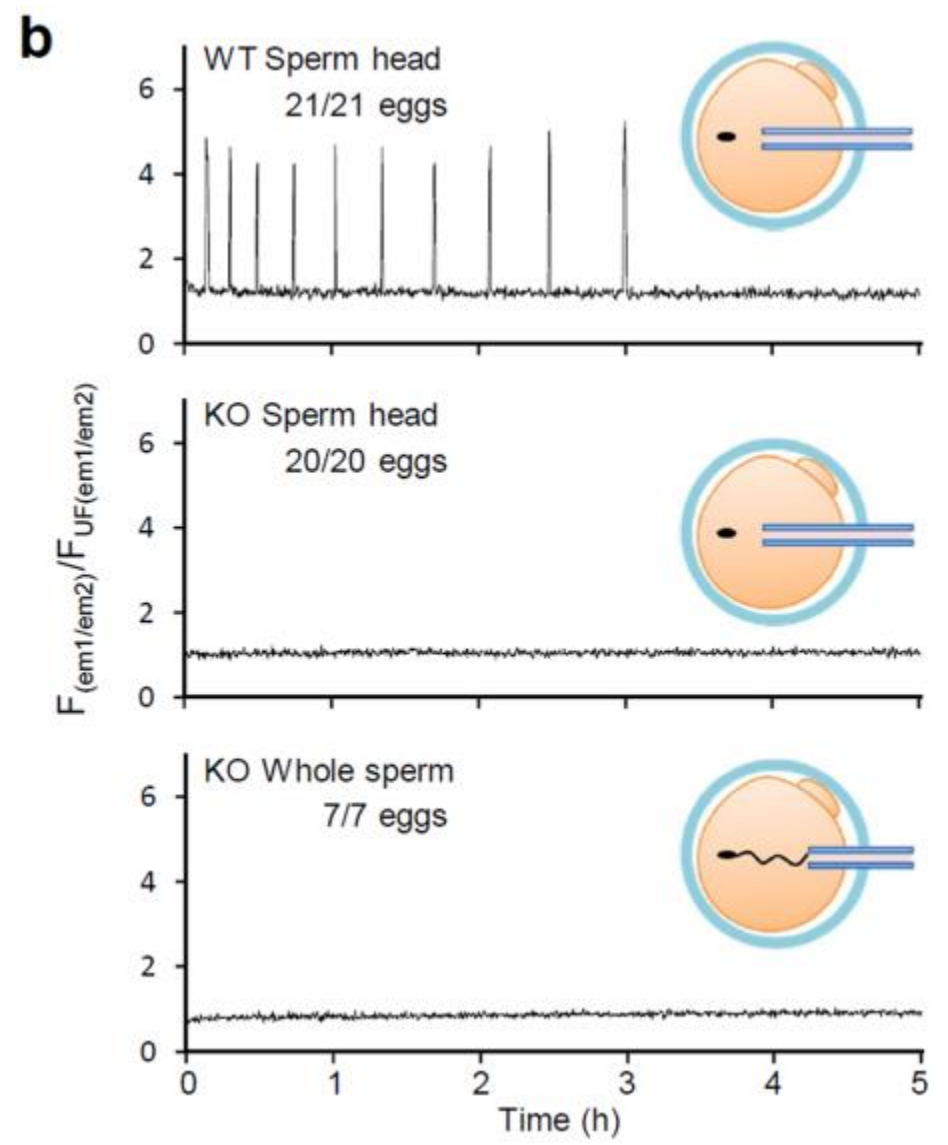 b
WT Sperm head
21/21 eggs
6
4
2
0
KO Sperm head
20/20 eggs
6
4
2
0
F(em1/em2)/FUF(em1/em2)
KO Whole sperm
7/7 eggs
6
4
2
0
0 1 2 3 4 5
Time (h)